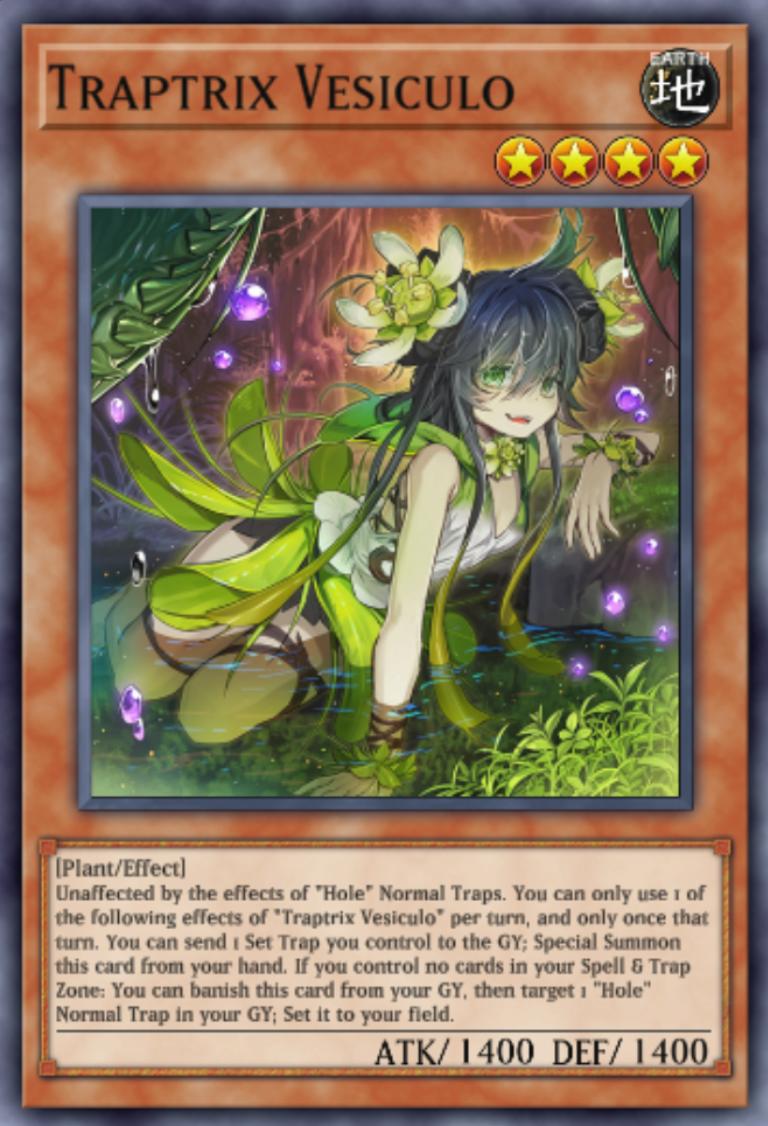 TRAPTRIX VESICULO
EARTH
地
[Plant/Effect]
Unaffected by the effects of "Hole" Normal Traps. You can only use 1 of
the following effects of "Traptrix Vesiculo" per turn, and only once that
turn. You can send 1 Set Trap you control to the GY; Special Summon
this card from your hand. If you control no cards in your Spell & Trap
Zone: You can banish this card from your GY, then target 1 "Hole"
Normal Trap in your GY; Set it to your field.
ATK/ 1400 DEF/ 1400